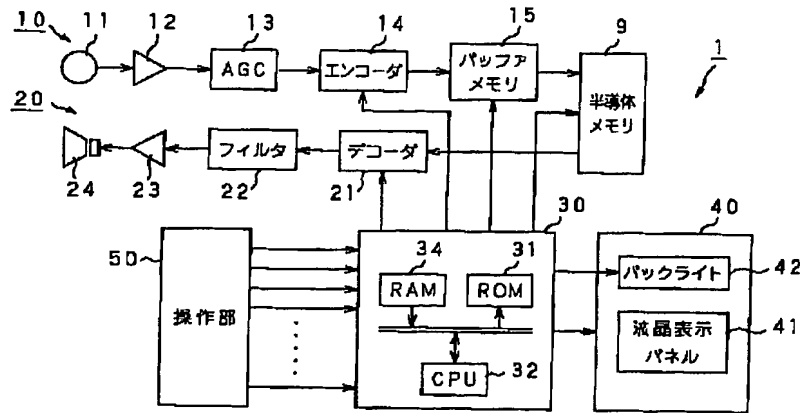 10
11
12
13
14
15
9
1
AGC
エンコーダ
バッファ
メモリ
半導体
メモリ
20
フィルタ
デコーダ
24
23
22
21
30
40
50
34
31
42
RAM
ROM
バックライト
操作部
液晶表示
パネル
41
CPU
32